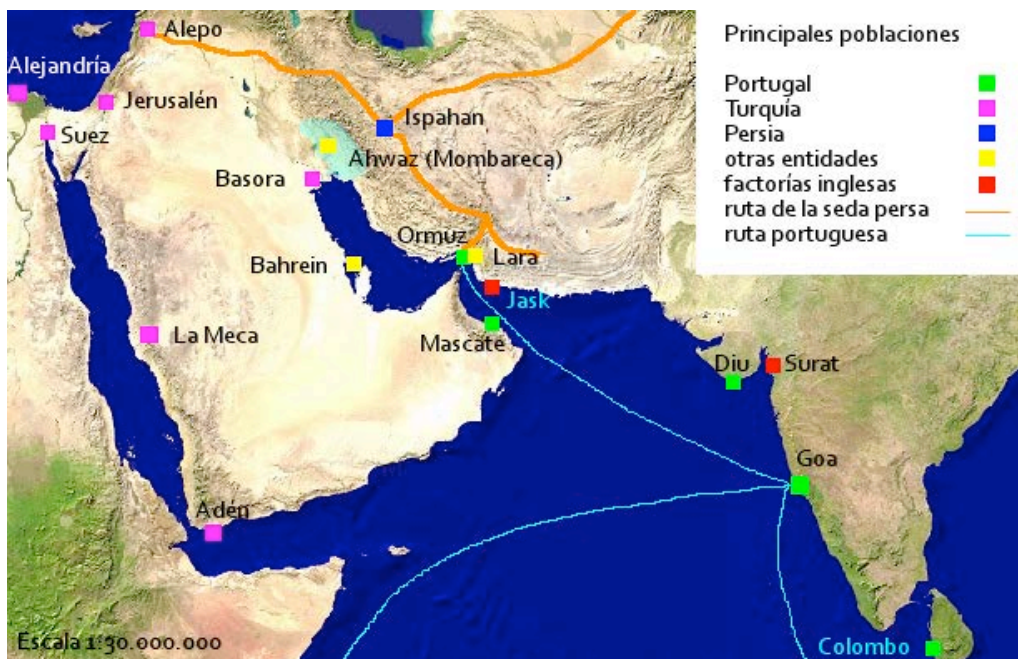 Principales poblaciones
Portugal
Turquía
Persia
otras entidades
factorías inglesas
ruta de la seda persa
ruta portuguesa
Alepo
Alejandría
Jerusalén
Suez
Ispahan
Ahwaz (Mombareca)
Basora
Ormuz
Lara
Bahrein
Jask
La Meca
Mascate
Diu
Surat
Goa
Adén
Escala 1:30.000.000
Colombo